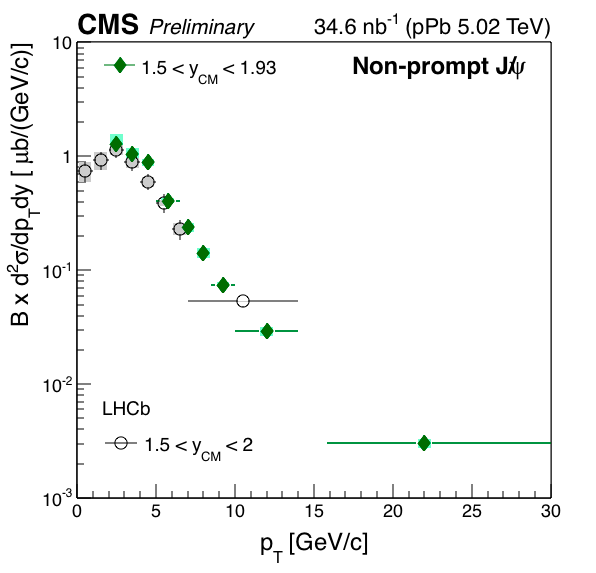 CMS Preliminary 34.6 nb⁻¹ (pPb 5.02 TeV)
1.5 < y_CM < 1.93
Non-prompt J/ψ
B x d²σ/dp_T dy [ μb/(GeV/c)]
10
1
10⁻¹
10⁻²
10⁻³
LHCb
1.5 < y_CM < 2
0 5 10 15 20 25 30
p_T [GeV/c]